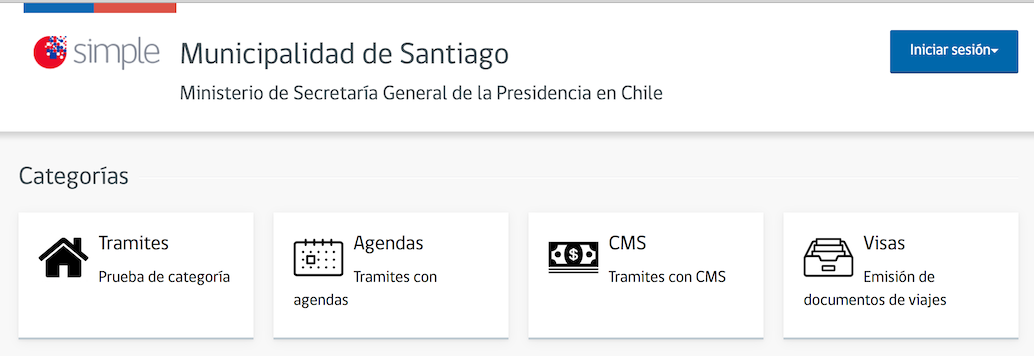 simple
Municipalidad de Santiago
Ministerio de Secretaría General de la Presidencia en Chile
Iniciar sesión
Categorías
Tramites
Prueba de categoría
Agendas
Tramites con
agendas
CMS
Tramites con CMS
Visas
Emisión de
documentos de viajes